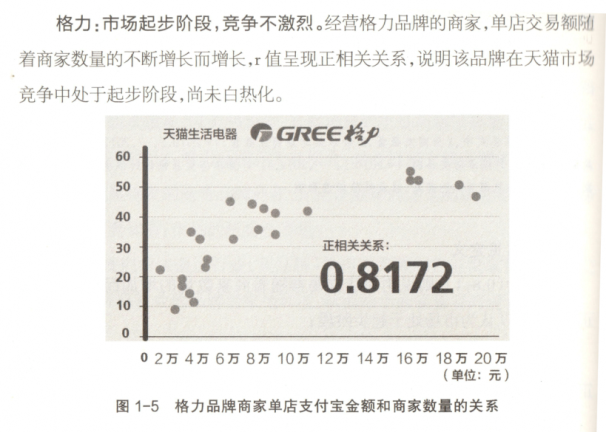 格力:市场起步阶段,竞争不激烈。经营格力品牌的商家,单店交易额随
着商家数量的不断增长而增长,r 值呈现正相关关系,说明该品牌在天猫市场
竞争中处于起步阶段,尚未白热化。
天猫生活电器 GREE格力
60
50
40
30
20
10
0
正相关关系:
0.8172
0 2万 4万 6万 8万 10万 12万 14万 16万 18万 20万
(单位:元)
图 1-5 格力品牌商家单店支付宝金额和商家数量的关系